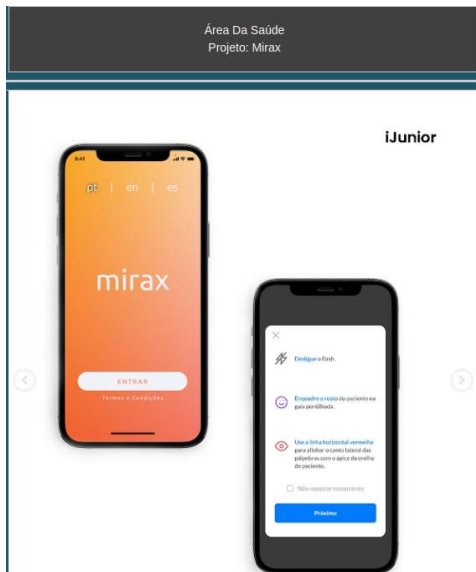 Área Da Saúde
Projeto: Mirax
iJunior
9:41
pt | en | es
mirax
ENTRAR
Termos e Condições
Desligue o flash.
Enquadre o rosto do paciente na
guia pontilhada.
Use a linha horizontal vermelha
para alinhar o canto lateral das
pálpebras com o ápice da orelha
do paciente.
Não mostrar novamente
Próximo